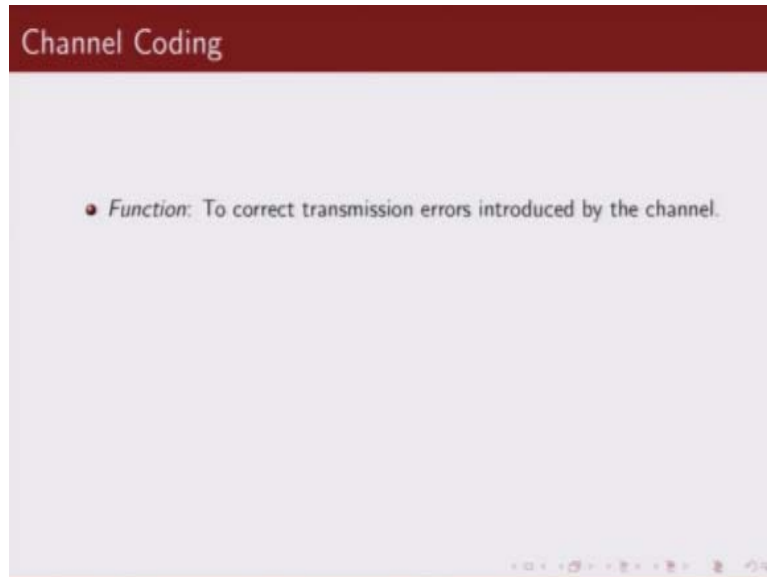 Channel Coding
Function: To correct transmission errors introduced by the channel.